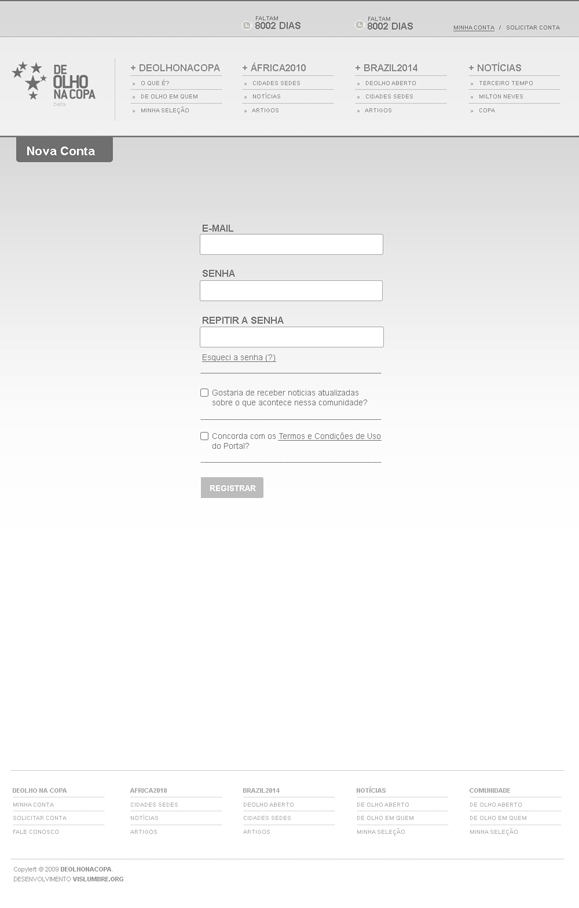 FALTAM
8002 DIAS
FALTAM
8002 DIAS
MINHA CONTA / SOLICITAR CONTA
DE
OLHO
NA COPA
beta
+ DEOLHONACOPA
» O QUE É?
» DE OLHO EM QUEM
» MINHA SELEÇÃO
+ ÁFRICA2010
» CIDADES SEDES
» NOTÍCIAS
» ARTIGOS
+ BRAZIL2014
» DEOLHO ABERTO
» CIDADES SEDES
» ARTIGOS
+ NOTÍCIAS
» TERCEIRO TEMPO
» MILTON NEVES
» COPA
Nova Conta
E-MAIL
SENHA
REPITIR A SENHA
Esqueci a senha (?)
Gostaria de receber noticias atualizadas
sobre o que acontece nessa comunidade?
Concorda com os Termos e Condições de Uso
do Portal?
REGISTRAR
DEOLHO NA COPA
MINHA CONTA
SOLICITAR CONTA
FALE CONOSCO
AFRICA2010
CIDADES SEDES
NOTÍCIAS
ARTIGOS
BRAZIL2014
DEOLHO ABERTO
CIDADES SEDES
ARTIGOS
NOTÍCIAS
DE OLHO ABERTO
DE OLHO EM QUEM
MINHA SELEÇÃO
COMUNIDADE
DE OLHO ABERTO
DE OLHO EM QUEM
MINHA SELEÇÃO
Copyleft @ 2009 DEOLHONACOPA.
DESENVOLVIMENTO VISLUMBRE.ORG